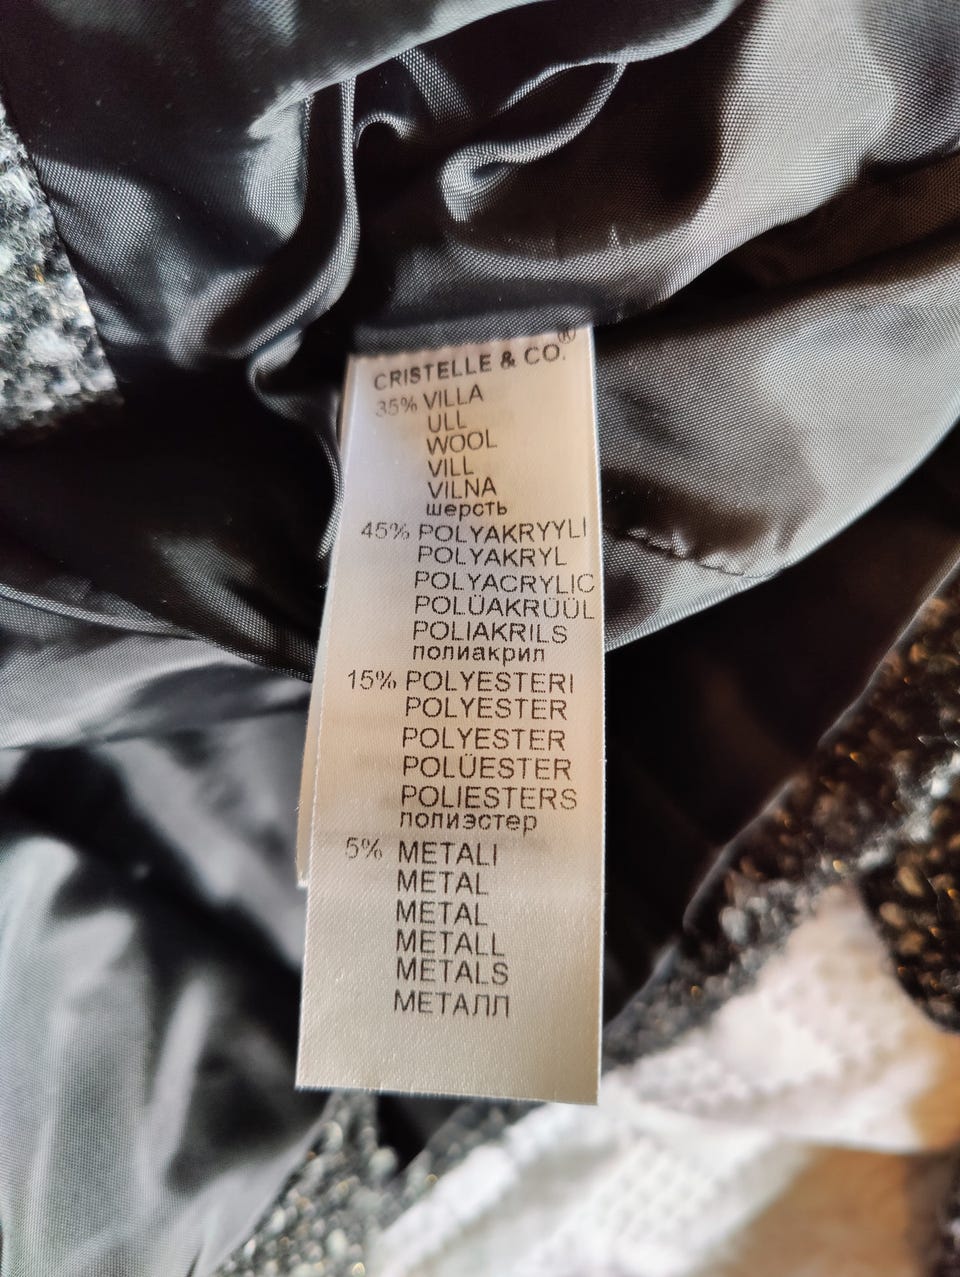 CRISTELLE & CO.®
35% VILLA
ULL
WOOL
VILL
VILNA
шерсть
45% POLYAKRYYLI
POLYAKRYL
POLYACRYLIC
POLÜAKRÜÜL
POLIAKRILS
полиакрил
15% POLYESTERI
POLYESTER
POLYESTER
POLÜESTER
POLIESTERS
полиэстер
5% METALI
METAL
METAL
METALL
METALS
МЕТАЛЛ